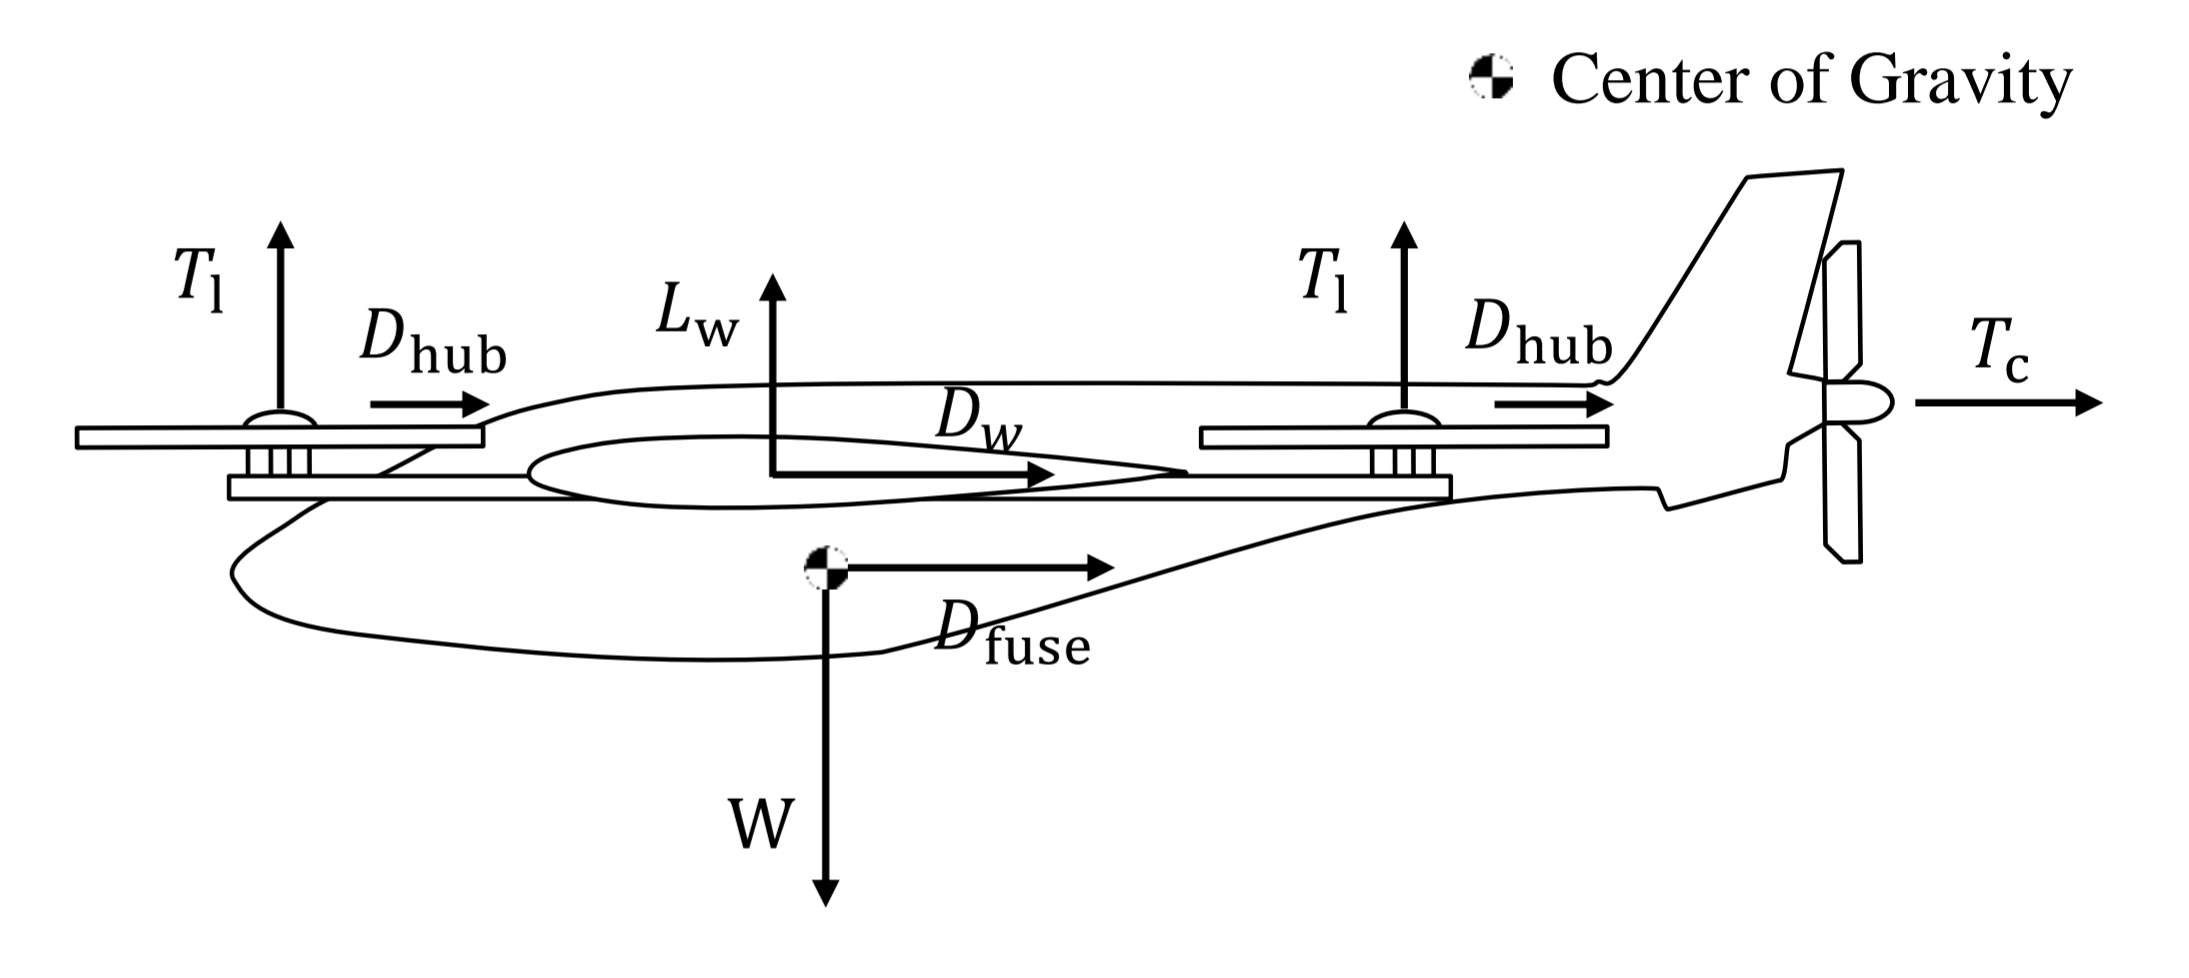 Center of Gravity
T_l
D_hub
L_w
D_w
T_l
D_hub
T_c
D_fuse
W